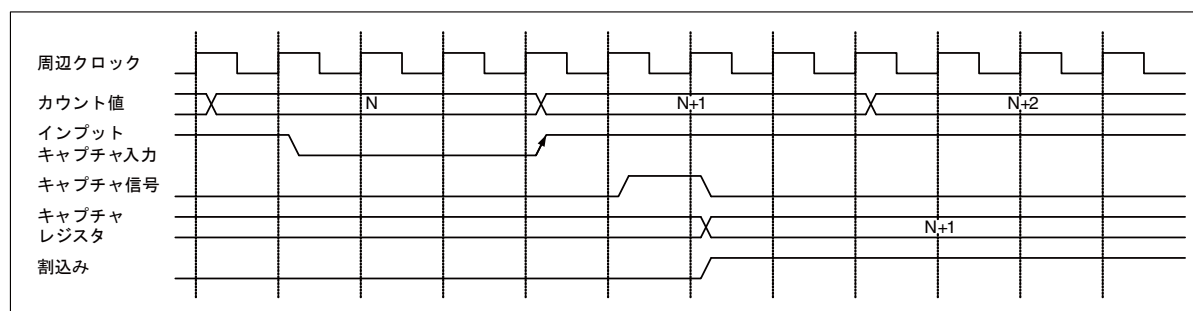 周辺クロック
カウント値
N
N+1
N+2
インプット
キャプチャ入力
キャプチャ信号
キャプチャ
レジスタ
N+1
割込み